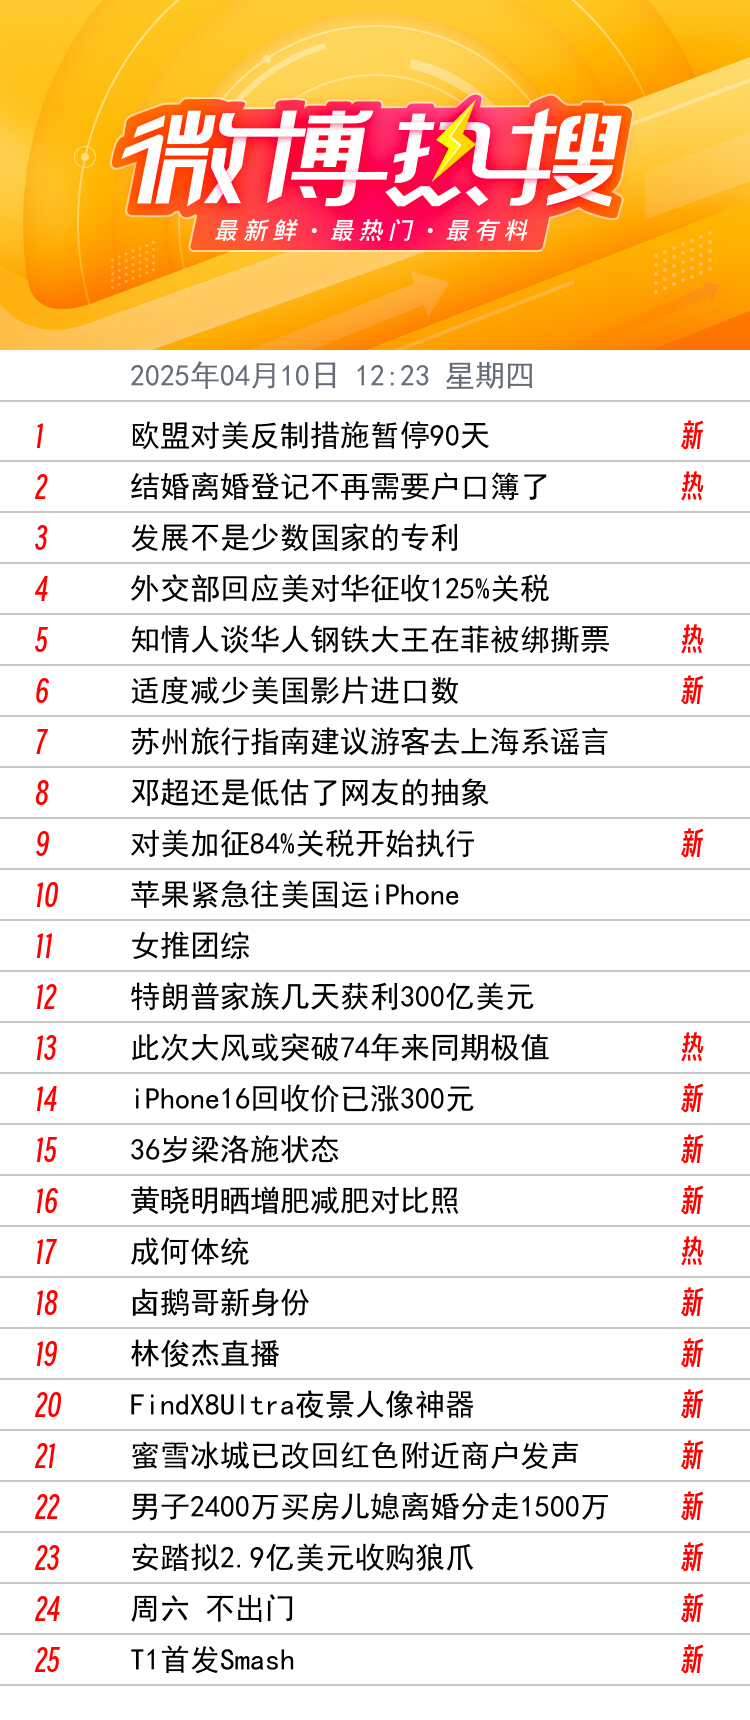 微博热搜
最新鲜·最热门·最有料
2025年04月10日 12:23 星期四
1 欧盟对美反制措施暂停90天 新
2 结婚离婚登记不再需要户口簿了 热
3 发展不是少数国家的专利
4 外交部回应美对华征收125%关税
5 知情人谈华人钢铁大王在菲被绑撕票 热
6 适度减少美国影片进口数 新
7 苏州旅行指南建议游客去上海系谣言
8 邓超还是低估了网友的抽象
9 对美加征84%关税开始执行 新
10 苹果紧急往美国运iPhone
11 女推团综
12 特朗普家族几天获利300亿美元
13 此次大风或突破74年来同期极值 热
14 iPhone16回收价已涨300元 新
15 36岁梁洛施状态 新
16 黄晓明晒增肥减肥对比照 新
17 成何体统 热
18 卤鹅哥新身份 新
19 林俊杰直播 新
20 FindX8Ultra夜景人像神器 新
21 蜜雪冰城已改回红色附近商户发声 新
22 男子2400万买房儿媳离婚分走1500万 新
23 安踏拟2.9亿美元收购狼爪 新
24 周六 不出门 新
25 T1首发Smash 新